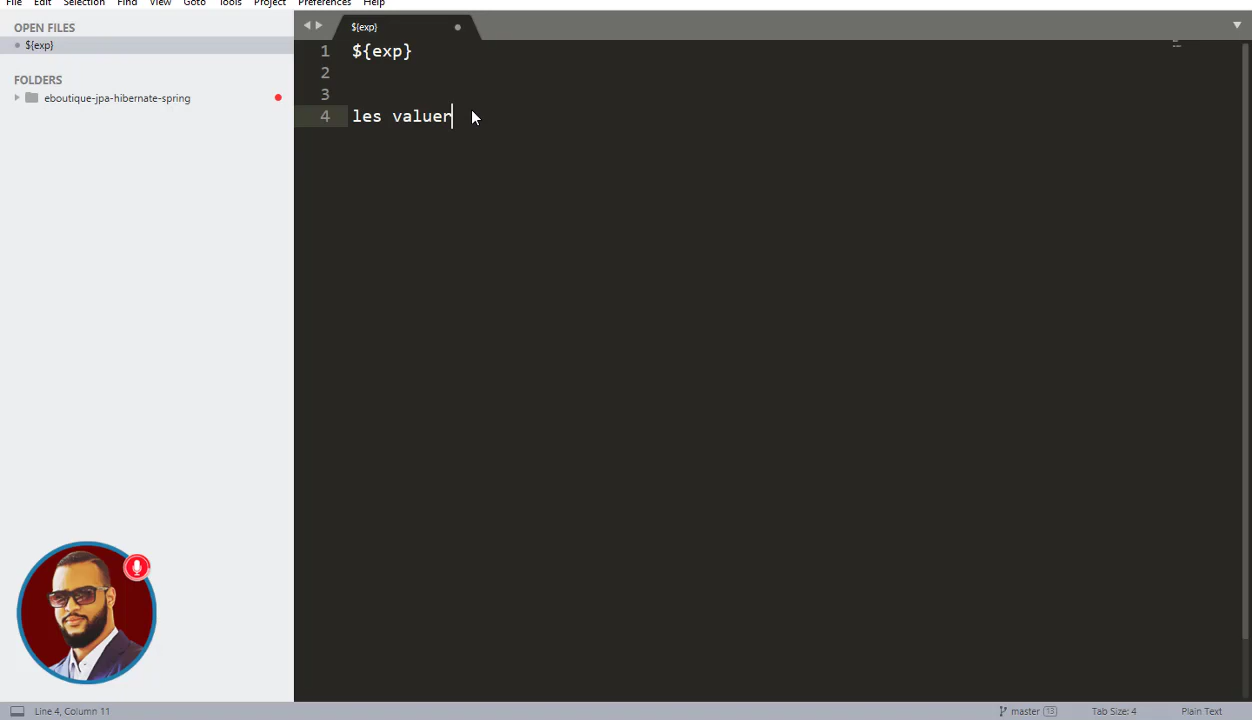 File Edit Selection Find View Goto Tools Project Preferences Help
OPEN FILES
${exp}
FOLDERS
eboutique-jpa-hibernate-spring
${exp}
1 ${exp}
2
3
4 les valuer
Line 4, Column 11
master 13
Tab Size: 4
Plain Text